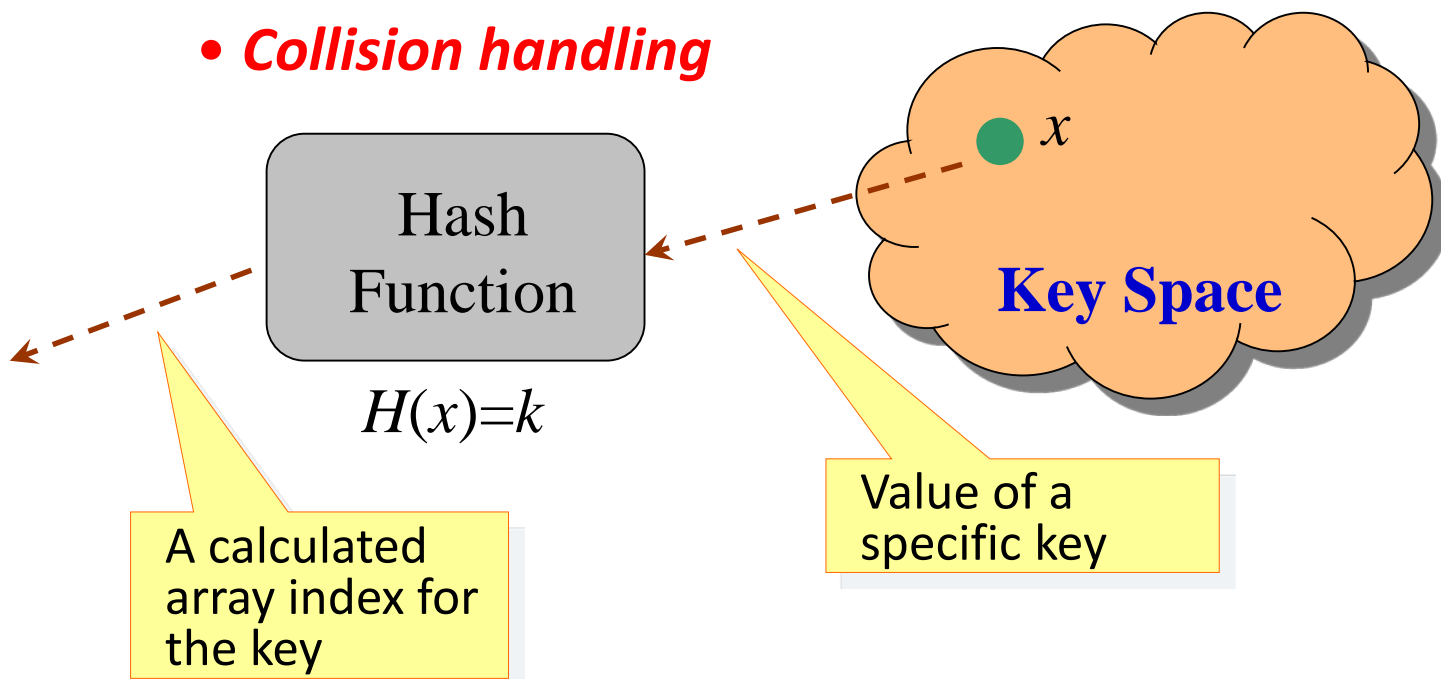 • Collision handling
x
Hash
Function
Key Space
H(x)=k
Value of a
specific key
A calculated
array index for
the key